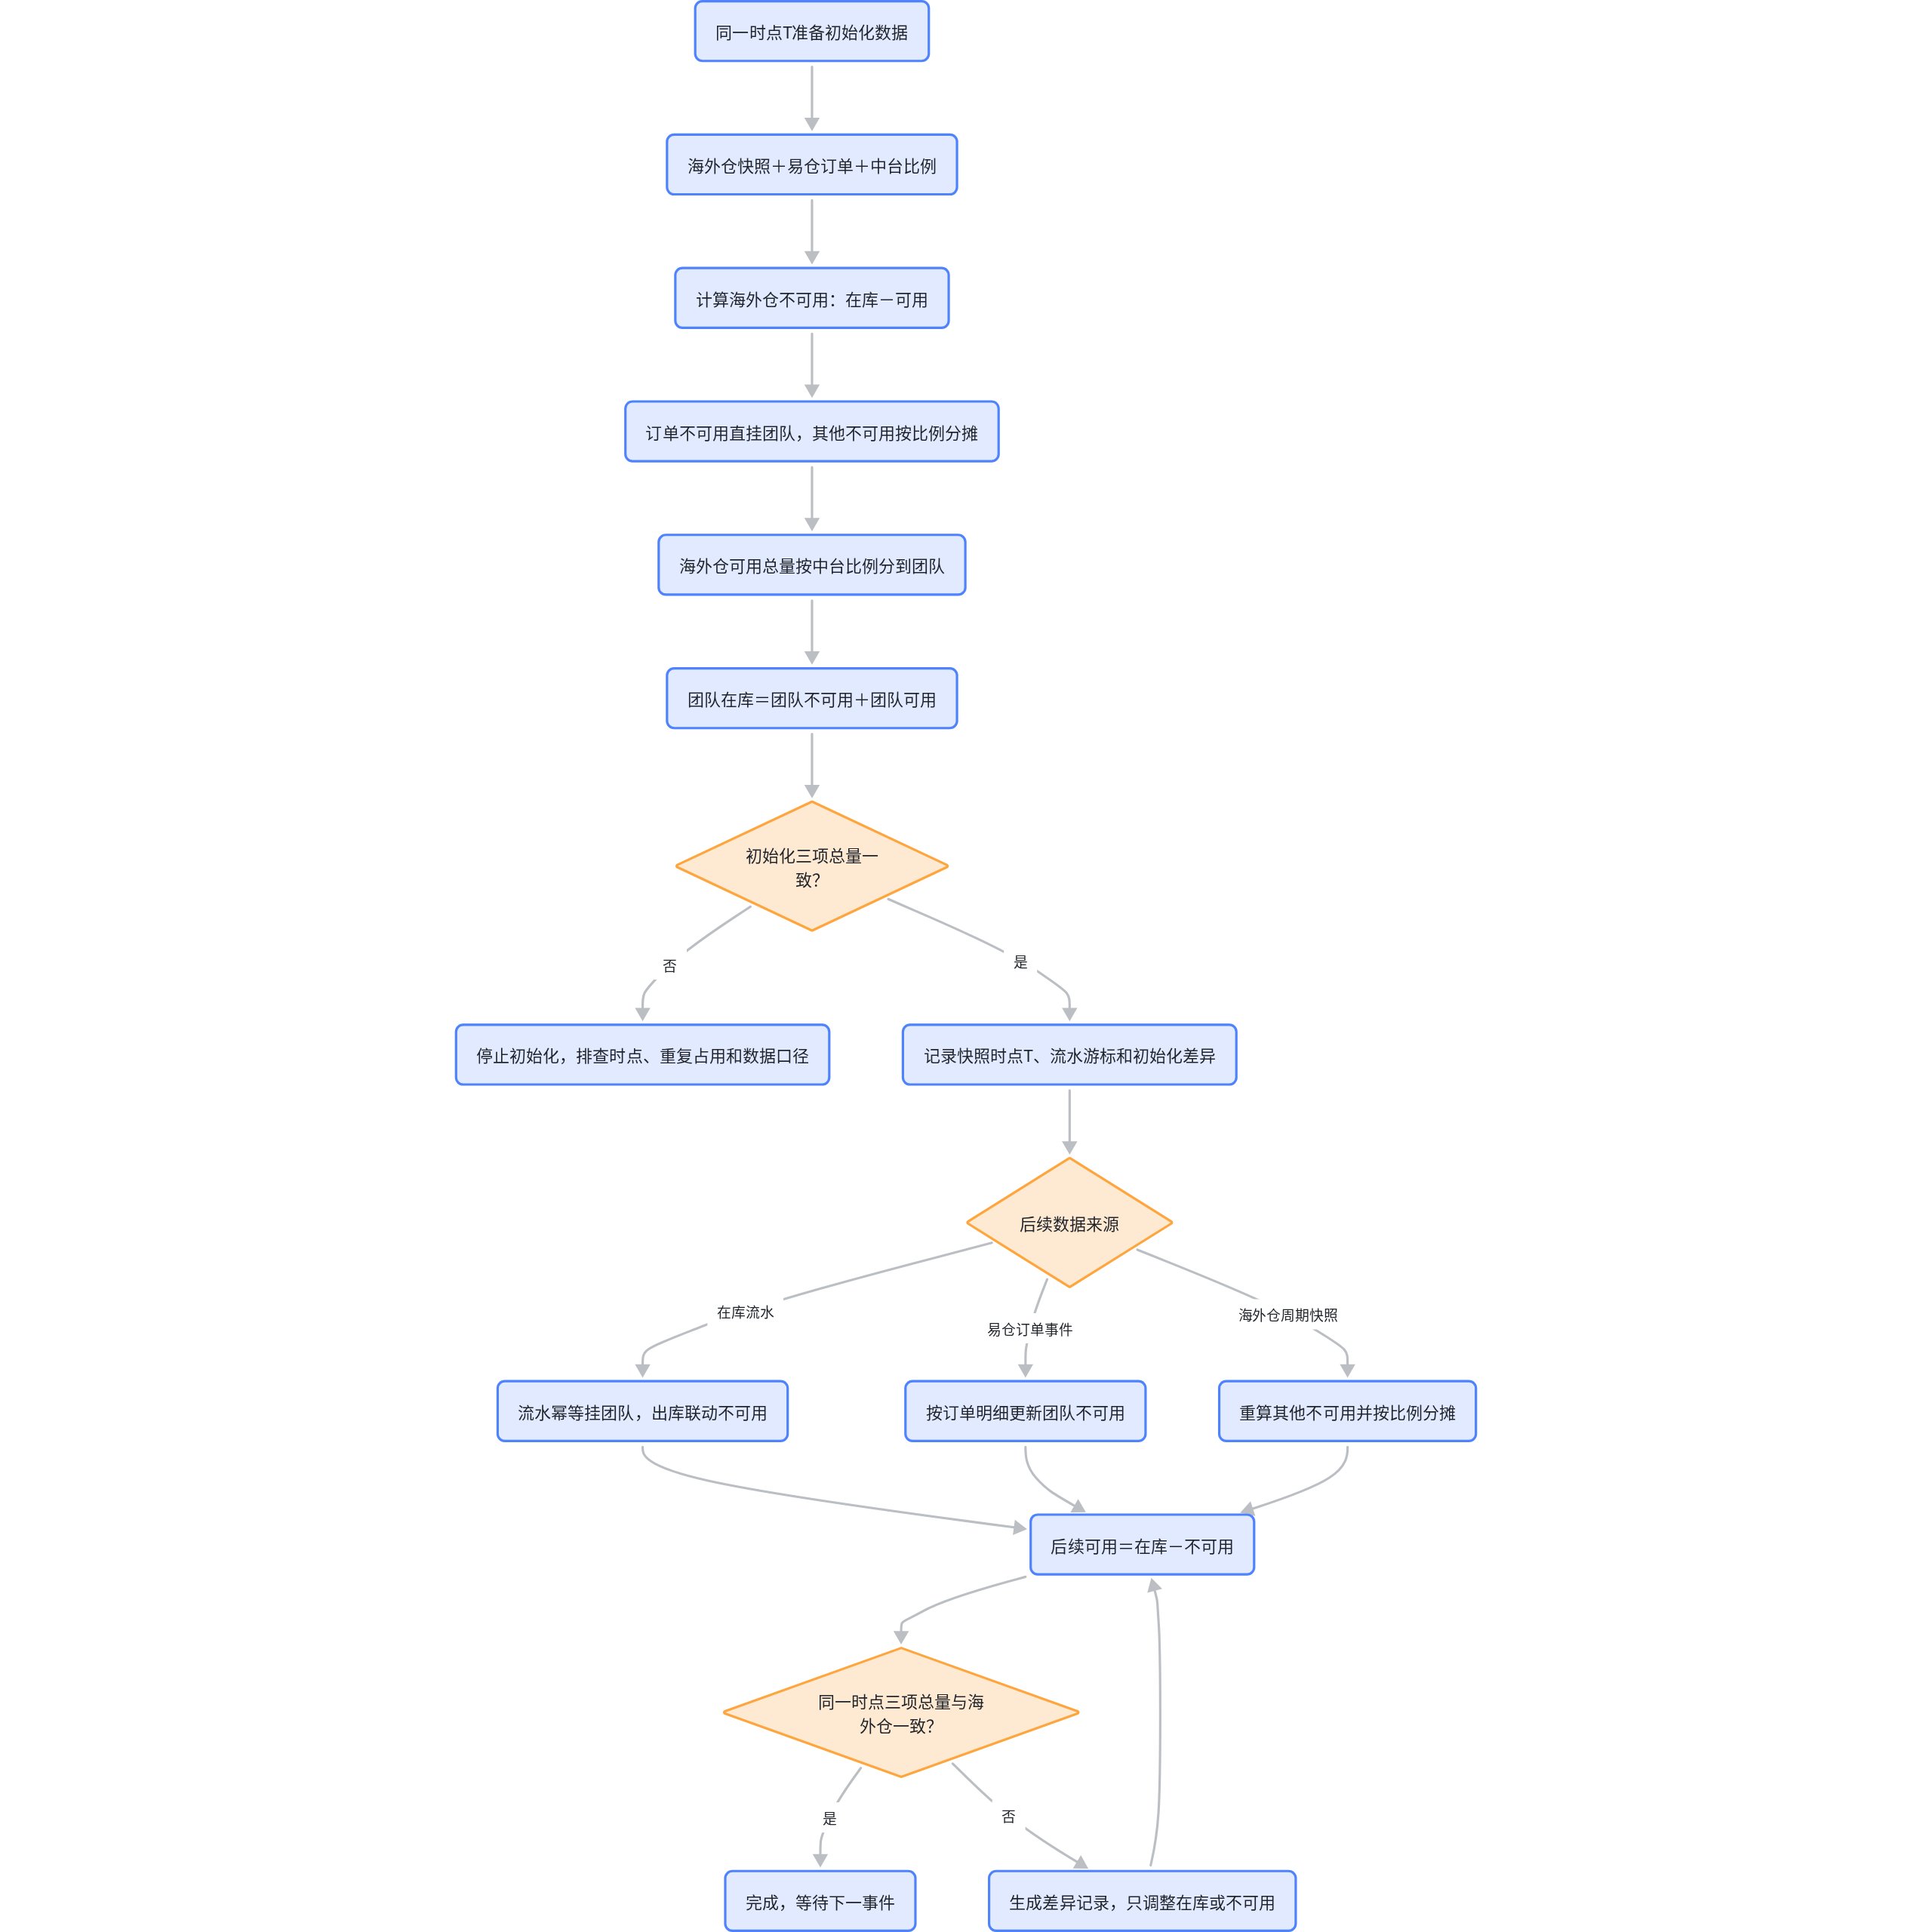 同一时点T准备初始化数据
海外仓快照＋易仓订单＋中台比例
计算海外仓不可用：在库－可用
订单不可用直挂团队，其他不可用按比例分摊
海外仓可用总量按中台比例分到团队
团队在库＝团队不可用＋团队可用
初始化三项总量一
致？
否
是
停止初始化，排查时点、重复占用和数据口径
记录快照时点T、流水游标和初始化差异
后续数据来源
在库流水
易仓订单事件
海外仓周期快照
流水幂等挂团队，出库联动不可用
按订单明细更新团队不可用
重算其他不可用并按比例分摊
后续可用＝在库－不可用
同一时点三项总量与海
外仓一致？
是
否
完成，等待下一事件
生成差异记录，只调整在库或不可用